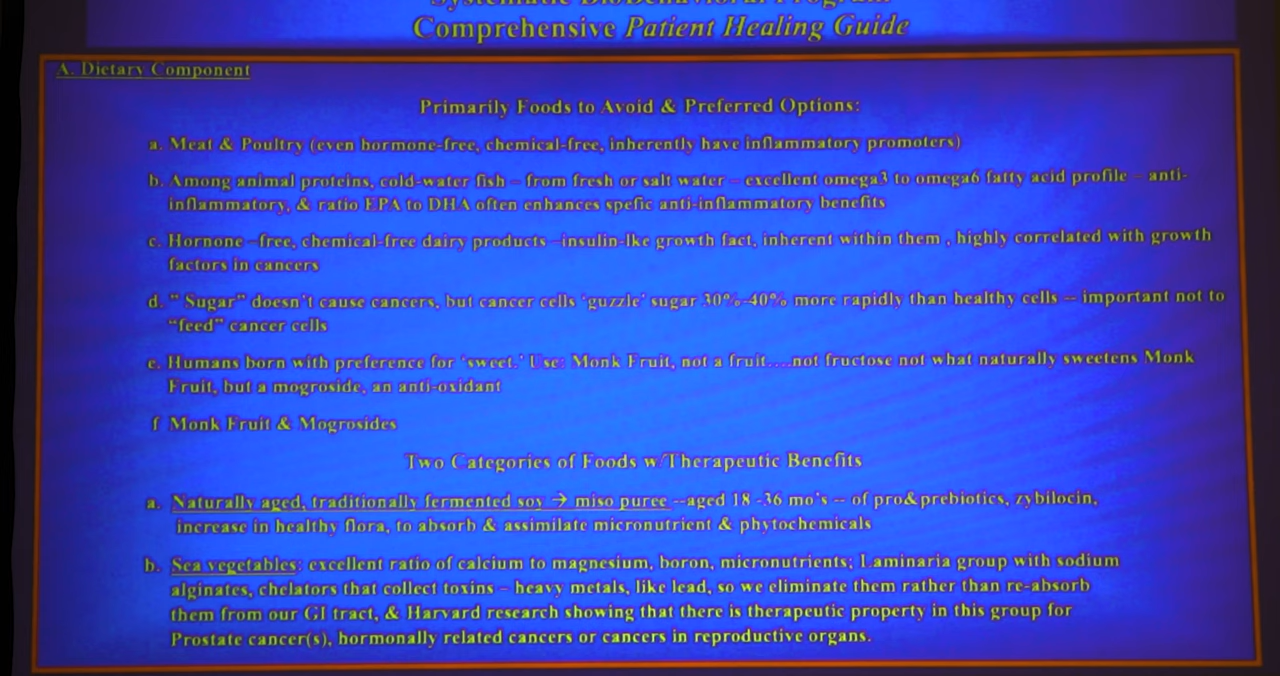 Systematic BioBehavioral Program
Comprehensive Patient Healing Guide
A. Dietary Component
Primarily Foods to Avoid & Preferred Options:
a. Meat & Poultry (even hormone-free, chemical-free, inherently have inflammatory promoters)
b. Among animal proteins, cold-water fish – from fresh or salt water – excellent omega3 to omega6 fatty acid profile – anti-
inflammatory, & ratio EPA to DHA often enhances spefic anti-inflammatory benefits
c. Hornone –free, chemical-free dairy products –insulin-lke growth fact, inherent within them , highly correlated with growth
factors in cancers
d. " Sugar" doesn't cause cancers, but cancer cells 'guzzle' sugar 30%-40% more rapidly than healthy cells -- important not to
"feed" cancer cells
e. Humans born with preference for 'sweet.' Use: Monk Fruit, not a fruit….not fructose not what naturally sweetens Monk
Fruit, but a mogroside, an anti-oxidant
f Monk Fruit & Mogrosides
Two Categories of Foods w/Therapeutic Benefits
a. Naturally aged, traditionally fermented soy → miso puree --aged 18 -36 mo's -- of pro&prebiotics, zybilocin,
increase in healthy flora, to absorb & assimilate micronutrient & phytochemicals
b. Sea vegetables: excellent ratio of calcium to magnesium, boron, micronutrients; Laminaria group with sodium
alginates, chelators that collect toxins – heavy metals, like lead, so we eliminate them rather than re-absorb
them from our GI tract, & Harvard research showing that there is therapeutic property in this group for
Prostate cancer(s), hormonally related cancers or cancers in reproductive organs.